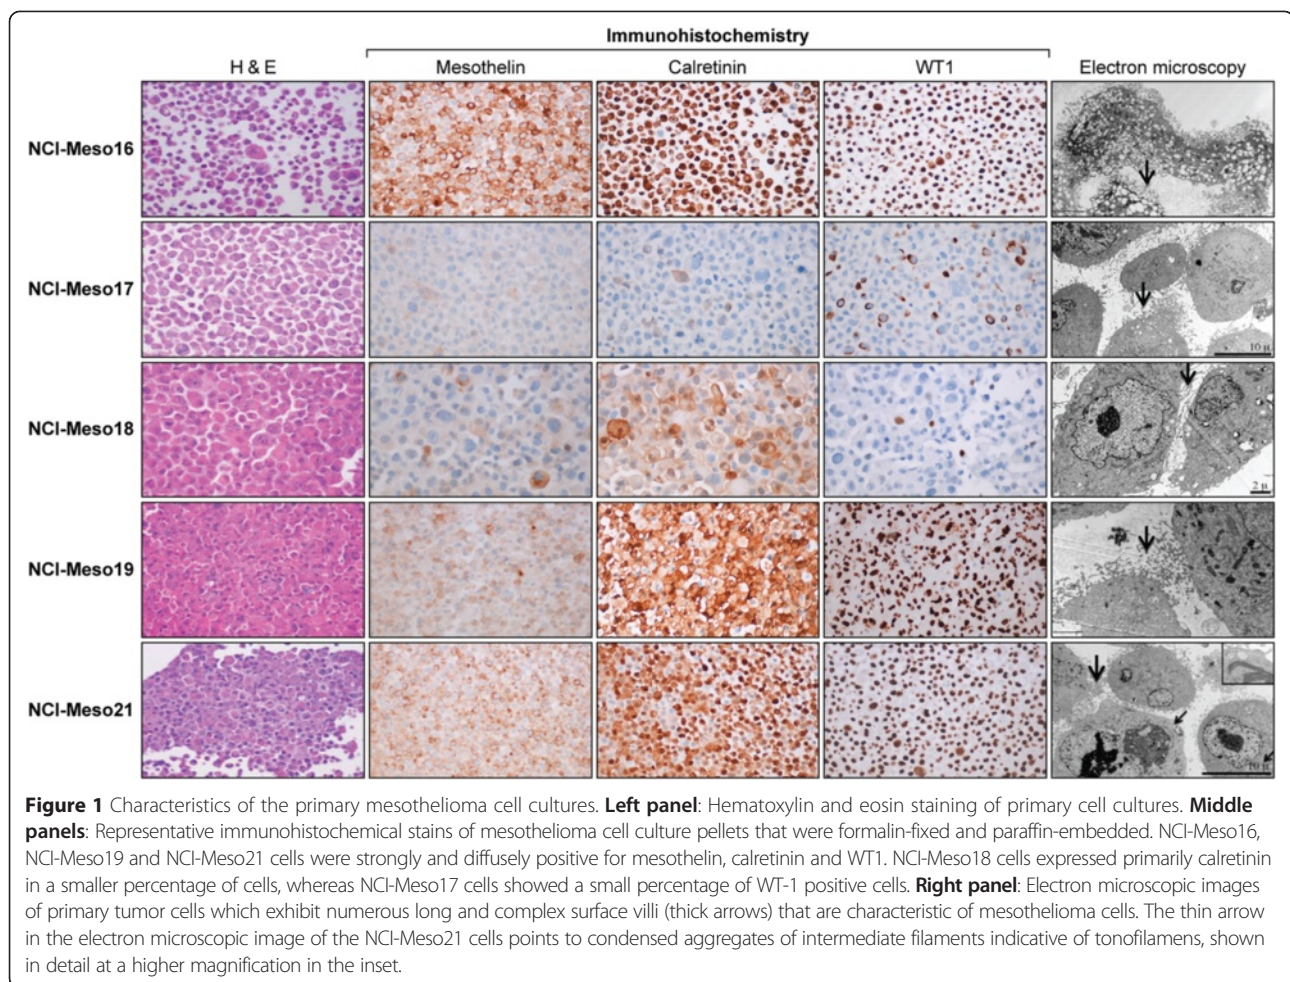 Immunohistochemistry
H & E Mesothelin Calretinin WT1 Electron microscopy
NCI-Meso16
NCI-Meso17
10 µ
NCI-Meso18
2 µ
NCI-Meso19
NCI-Meso21
10 µ
Figure 1 Characteristics of the primary mesothelioma cell cultures. Left panel: Hematoxylin and eosin staining of primary cell cultures. Middle
panels: Representative immunohistochemical stains of mesothelioma cell culture pellets that were formalin-fixed and paraffin-embedded. NCI-Meso16,
NCI-Meso19 and NCI-Meso21 cells were strongly and diffusely positive for mesothelin, calretinin and WT1. NCI-Meso18 cells expressed primarily calretinin
in a smaller percentage of cells, whereas NCI-Meso17 cells showed a small percentage of WT-1 positive cells. Right panel: Electron microscopic images
of primary tumor cells which exhibit numerous long and complex surface villi (thick arrows) that are characteristic of mesothelioma cells. The thin arrow
in the electron microscopic image of the NCI-Meso21 cells points to condensed aggregates of intermediate filaments indicative of tonofilamens, shown
in detail at a higher magnification in the inset.